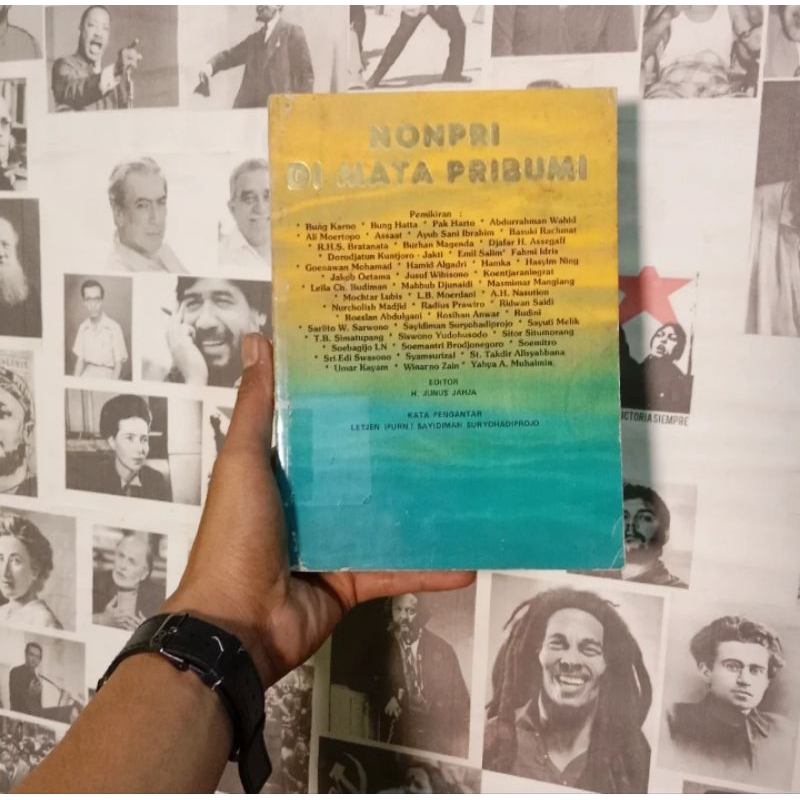 NONPRI
DI MATA PRIBUMI
Pemikiran :
* Bung Karno * Bung Hatta * Pak Harto * Abdurrahman Wahid
* Ali Moertopo * Assaat * Ayub Sani Ibrahim * Basuki Rachmat
* R.H.S. Bratanata * Burhan Magenda * Djafar H. Assegaff
* Dorodjatun Kuntjoro - Jakti * Emil Salim * Fahmi Idris
* Goenawan Mohamad * Hamid Algadri * Hamka * Hasyim Ning
* Jakob Oetama * Jusuf Wibisono * Koentjaraningrat
* Leila Ch. Budiman * Mahbub Djunaidi * Masmimar Mangiang
* Mochtar Lubis * L.B. Moerdani * A.H. Nasution
* Nurcholish Madjid * Radius Prawiro * Ridwan Saidi
* Roeslan Abdulgani * Rosihan Anwar * Rudini
* Sarlito W. Sarwono * Sayidiman Suryohadiprojo * Sayuti Melik
* T.B. Simatupang * Siswono Yudohusodo * Sitor Situmorang
* Soebagijo I.N * Soemantri Brodjonegoro * Soemitro
* Sri-Edi Swasono * Syamsurizal * St. Takdir Alisyahbana
* Umar Kayam * Winarno Zain * Yahya A. Muhaimin
EDITOR
H. JUNUS JAHJA
KATA PENGANTAR
LETJEN (PURN.) SAYIDIMAN SURYOHADIPROJO
ICTORIA SIEMPRE